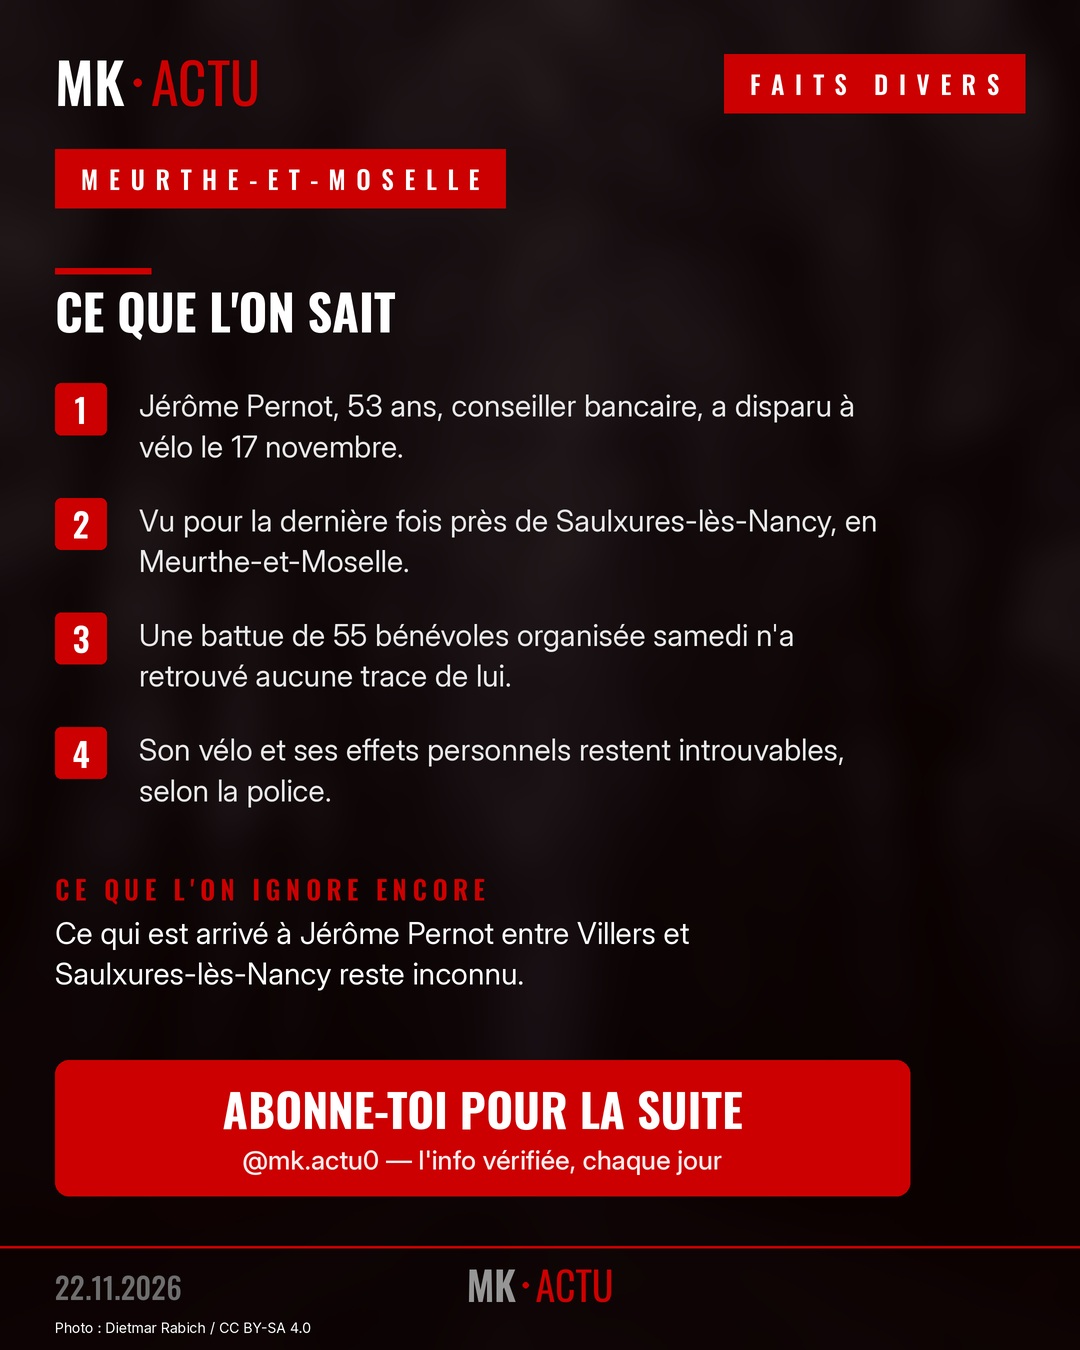 MK·ACTU
FAITS DIVERS
MEURTHE-ET-MOSELLE
CE QUE L'ON SAIT
1
Jérôme Pernot, 53 ans, conseiller bancaire, a disparu à
vélo le 17 novembre.
2
Vu pour la dernière fois près de Saulxures-lès-Nancy, en
Meurthe-et-Moselle.
3
Une battue de 55 bénévoles organisée samedi n'a
retrouvé aucune trace de lui.
4
Son vélo et ses effets personnels restent introuvables,
selon la police.
CE QUE L'ON IGNORE ENCORE
Ce qui est arrivé à Jérôme Pernot entre Villers et
Saulxures-lès-Nancy reste inconnu.
ABONNE-TOI POUR LA SUITE
@mk.actu0 — l'info vérifiée, chaque jour
22.11.2026
MK·ACTU
Photo : Dietmar Rabich / CC BY-SA 4.0